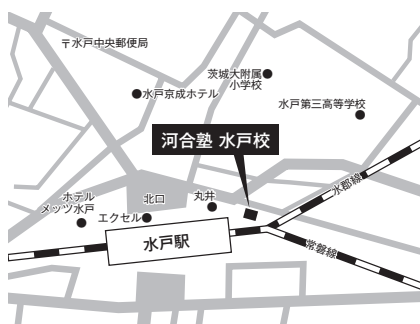 〒水戸中央郵便局
茨城大附属
小学校
水戸京成ホテル
水戸第三高等学校
河合塾 水戸校
水郡線
ホテル
メッツ水戸
北口
丸井
エクセル
水戸駅
常磐線